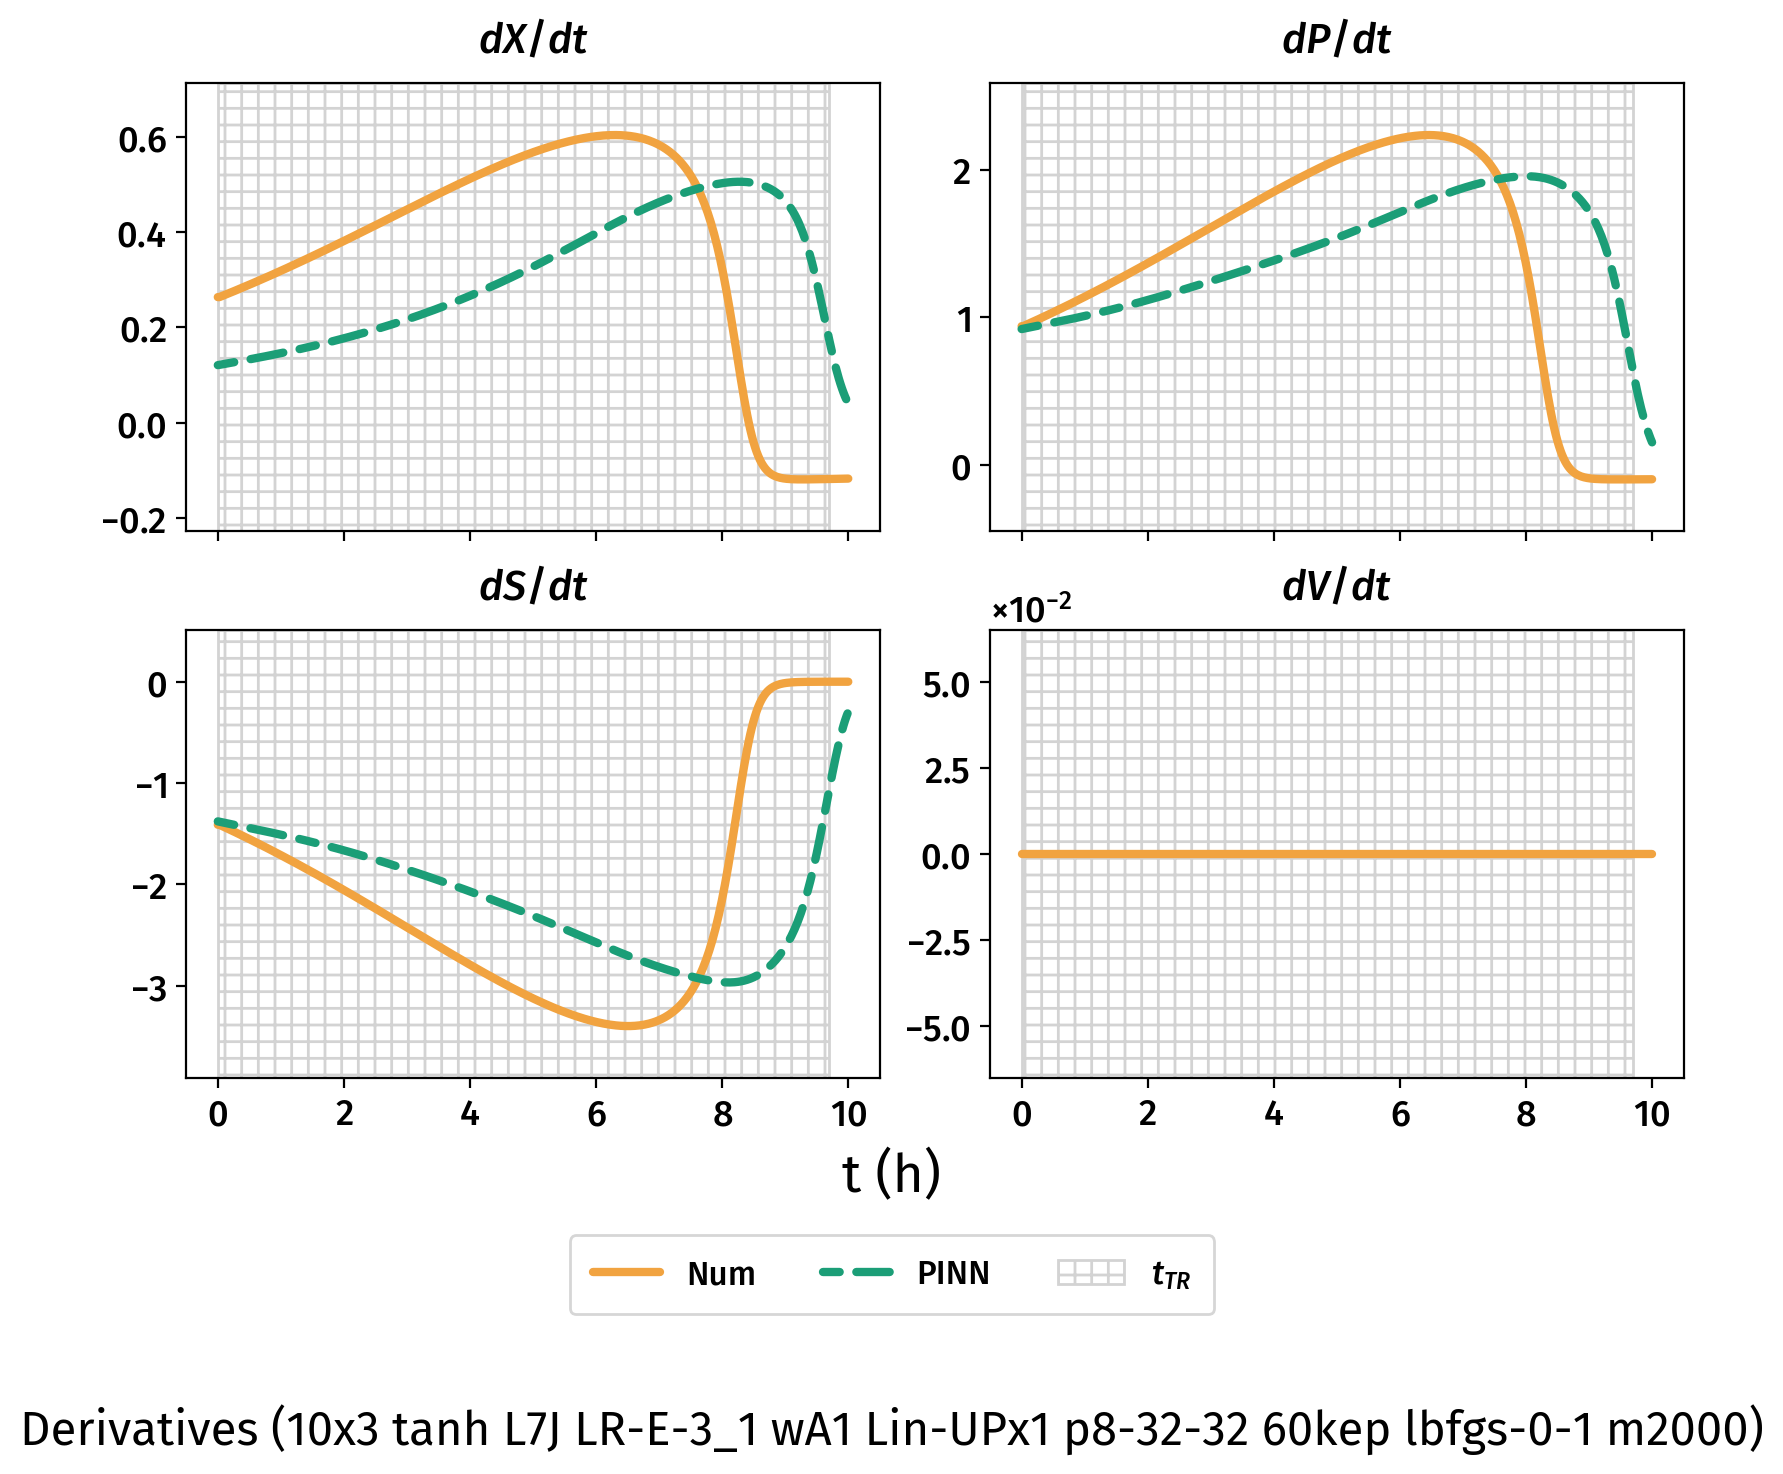 dX/dt
dP/dt
0.6
0.4
0.2
0.0
−0.2
2
1
0
dS/dt
dV/dt
×10⁻²
0
−1
−2
−3
5.0
2.5
0.0
−2.5
−5.0
0 2 4 6 8 10
0 2 4 6 8 10
t (h)
Num PINN t_TR
Derivatives (10x3 tanh L7J LR-E-3_1 wA1 Lin-UPx1 p8-32-32 60kep lbfgs-0-1 m2000)